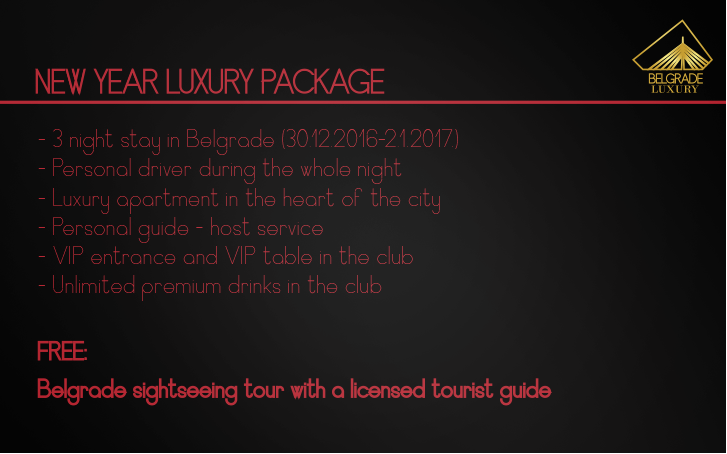 BELGRADE
LUXURY
NEW YEAR LUXURY PACKAGE
- 3 night stay in Belgrade (30.12.2016-2.1.2017.)
- Personal driver during the whole night
- Luxury apartment in the heart of the city
- Personal guide - host service
- VIP entrance and VIP table in the club
- Unlimited premium drinks in the club
FREE:
Belgrade sightseeing tour with a licensed tourist guide